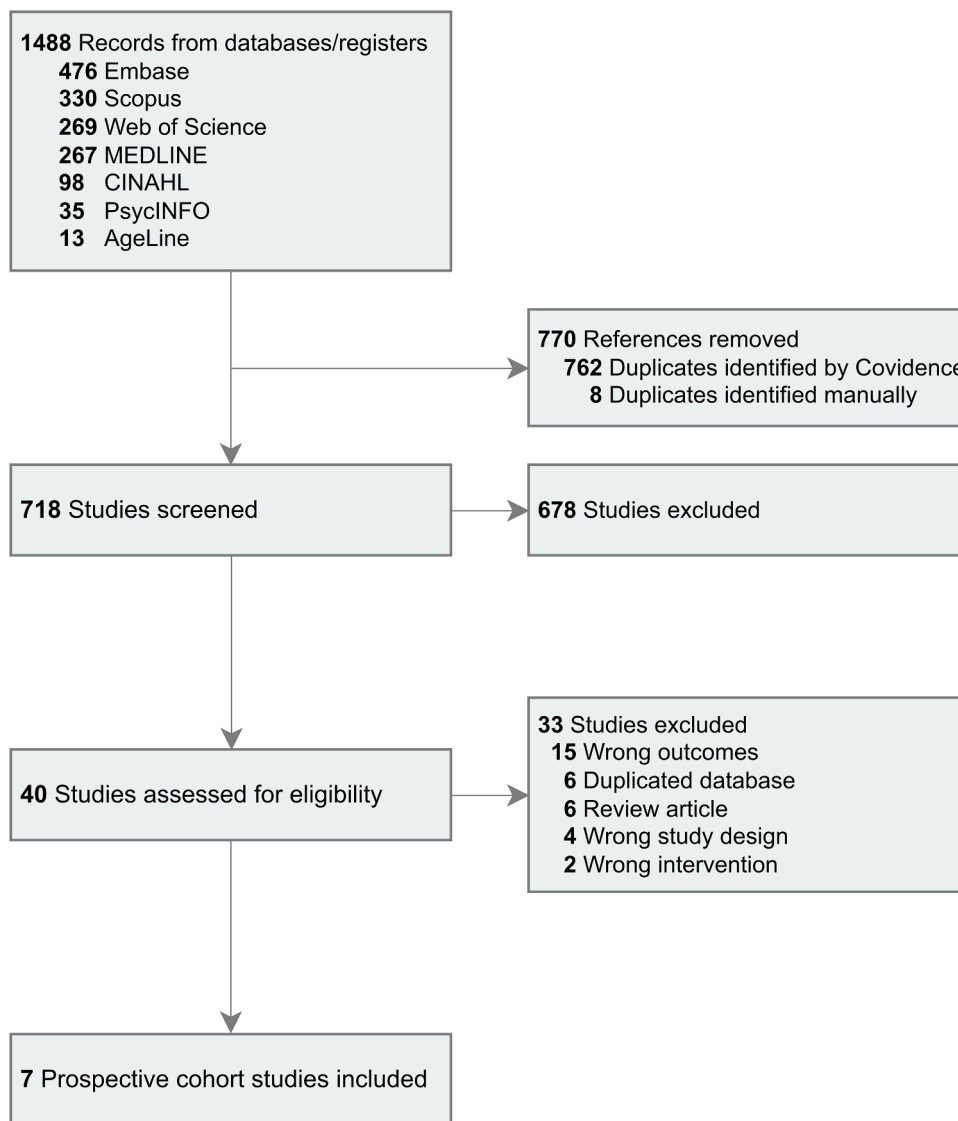 1488 Records from databases/registers
476 Embase
330 Scopus
269 Web of Science
267 MEDLINE
98 CINAHL
35 PsycINFO
13 AgeLine
770 References removed
762 Duplicates identified by Covidence
8 Duplicates identified manually
718 Studies screened
678 Studies excluded
33 Studies excluded
15 Wrong outcomes
6 Duplicated database
6 Review article
4 Wrong study design
2 Wrong intervention
40 Studies assessed for eligibility
7 Prospective cohort studies included